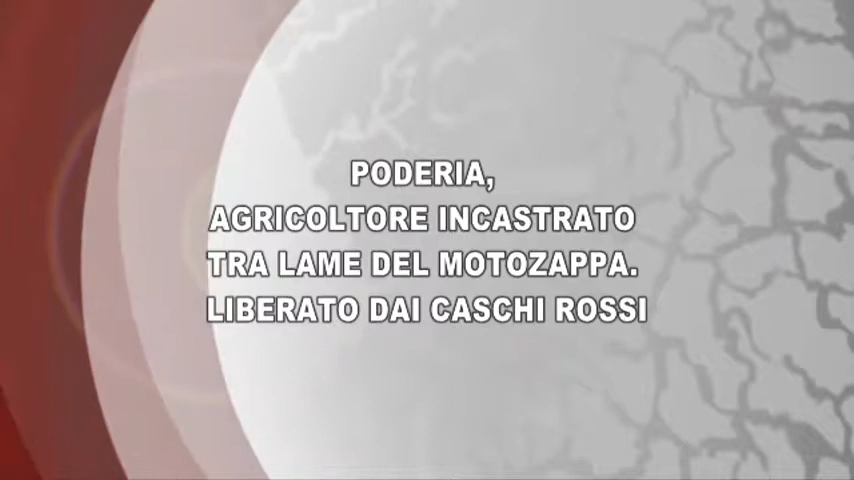 PODERIA,
AGRICOLTORE INCASTRATO
TRA LAME DEL MOTOZAPPA.
LIBERATO DAI CASCHI ROSSI